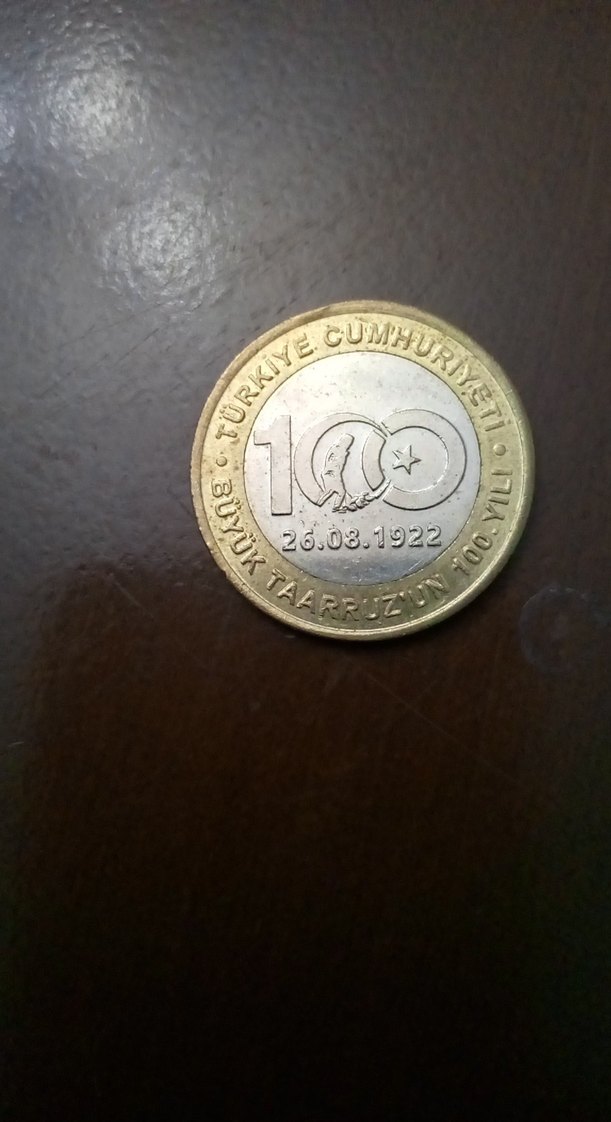 TÜRKİYE CUMHURİYETİ
100
26.08.1922
BÜYÜK TAARRUZ'UN 100. YILI